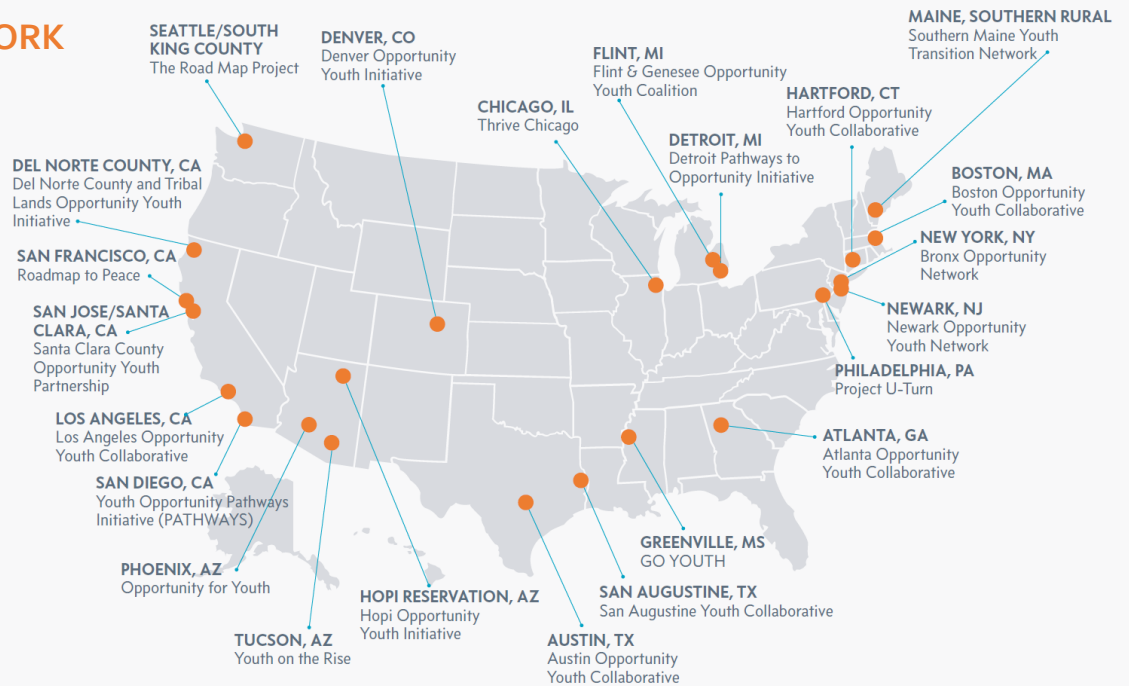 ORK
SEATTLE/SOUTH
KING COUNTY
The Road Map Project
DENVER, CO
Denver Opportunity
Youth Initiative
FLINT, MI
Flint & Genesee Opportunity
Youth Coalition
MAINE, SOUTHERN RURAL
Southern Maine Youth
Transition Network
CHICAGO, IL
Thrive Chicago
HARTFORD, CT
Hartford Opportunity
Youth Collaborative
DETROIT, MI
Detroit Pathways to
Opportunity Initiative
DEL NORTE COUNTY, CA
Del Norte County and Tribal
Lands Opportunity Youth
Initiative
BOSTON, MA
Boston Opportunity
Youth Collaborative
SAN FRANCISCO, CA
Roadmap to Peace
NEW YORK, NY
Bronx Opportunity
Network
SAN JOSE/SANTA
CLARA, CA
Santa Clara County
Opportunity Youth
Partnership
NEWARK, NJ
Newark Opportunity
Youth Network
PHILADELPHIA, PA
Project U-Turn
LOS ANGELES, CA
Los Angeles Opportunity
Youth Collaborative
ATLANTA, GA
Atlanta Opportunity
Youth Collaborative
SAN DIEGO, CA
Youth Opportunity Pathways
Initiative (PATHWAYS)
GREENVILLE, MS
GO YOUTH
PHOENIX, AZ
Opportunity for Youth
HOPI RESERVATION, AZ
Hopi Opportunity
Youth Initiative
SAN AUGUSTINE, TX
San Augustine Youth Collaborative
TUCSON, AZ
Youth on the Rise
AUSTIN, TX
Austin Opportunity
Youth Collaborative